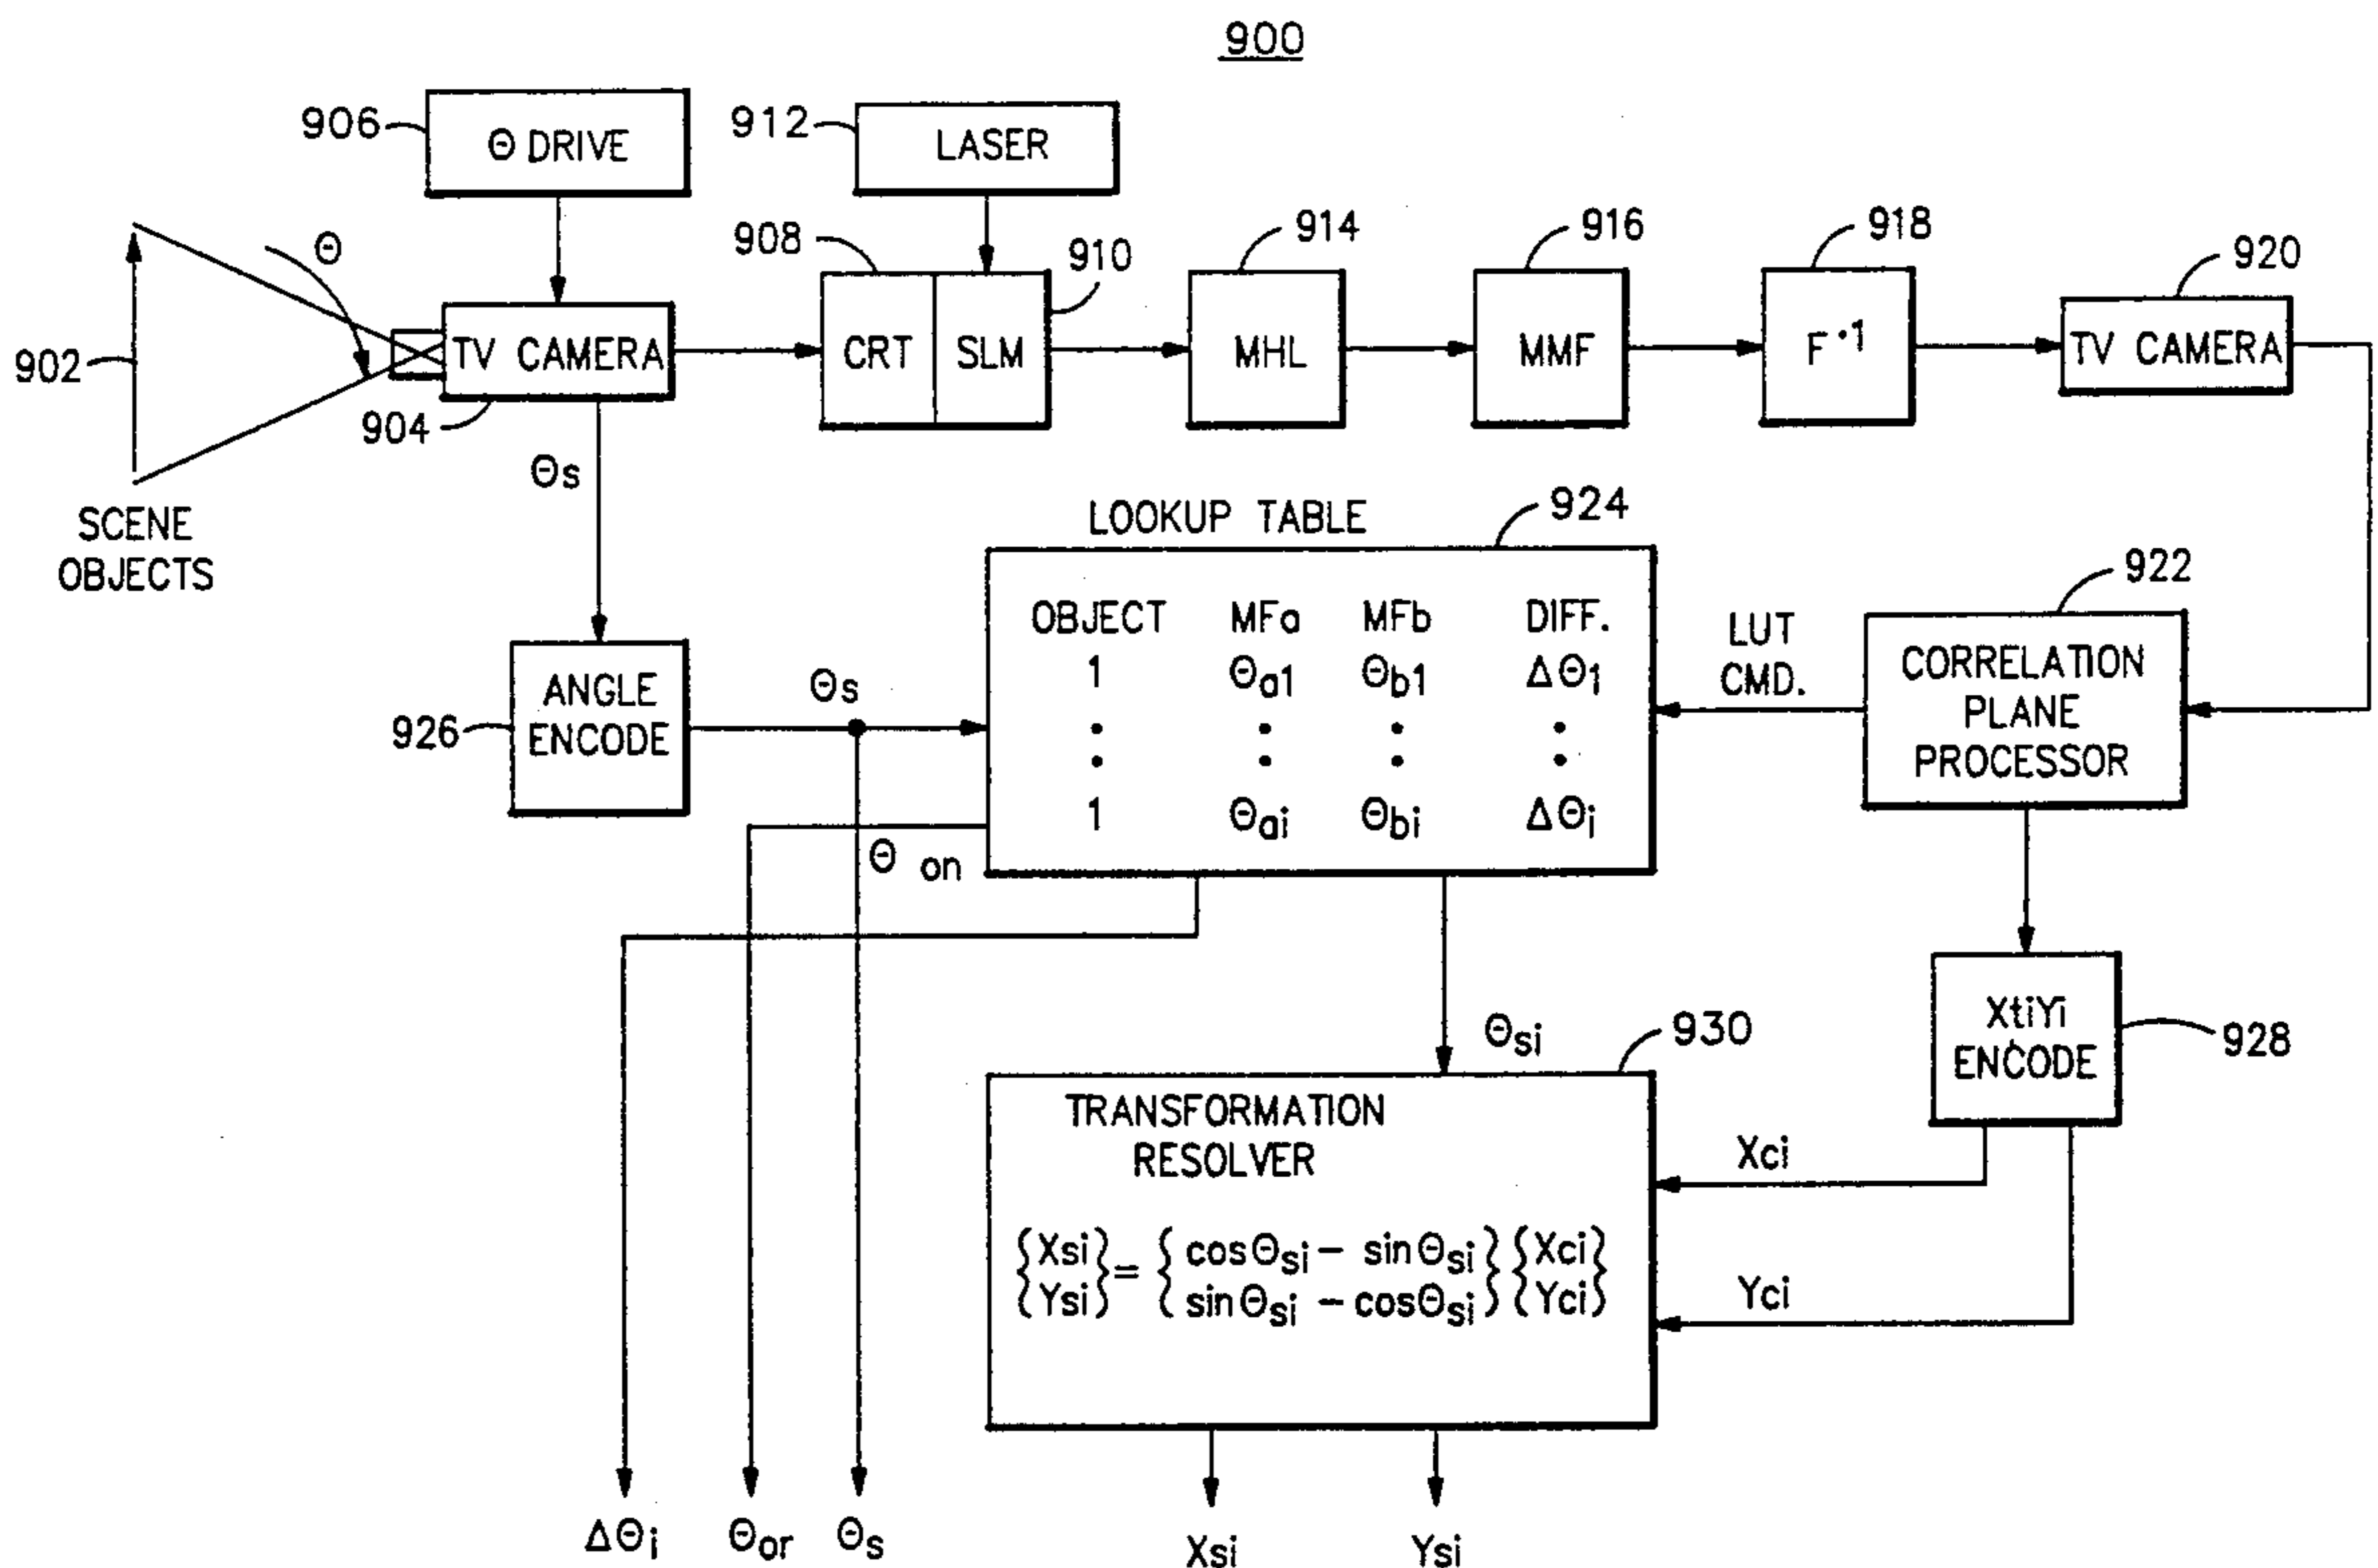 900
906
Θ DRIVE
912
LASER
902
Θ
TV CAMERA
904
908
CRT
SLM
910
914
MHL
916
MMF
918
F⁻¹
920
TV CAMERA
SCENE
OBJECTS
Θs
LOOKUP TABLE
924
OBJECT MFa MFb DIFF.
1 Θa1 Θb1 ΔΘ1
: : : :
1 Θai Θbi ΔΘi
LUT
CMD.
922
CORRELATION
PLANE
PROCESSOR
926
ANGLE
ENCODE
Θs
Θ on
Θsi
930
XtiYi
ENCODE
928
TRANSFORMATION
RESOLVER
{Xsi} = {cosΘsi - sinΘsi} {Xci}
{Ysi} {sinΘsi - cosΘsi} {Yci}
Xci
Yci
ΔΘi
Θor
Θs
Xsi
Ysi